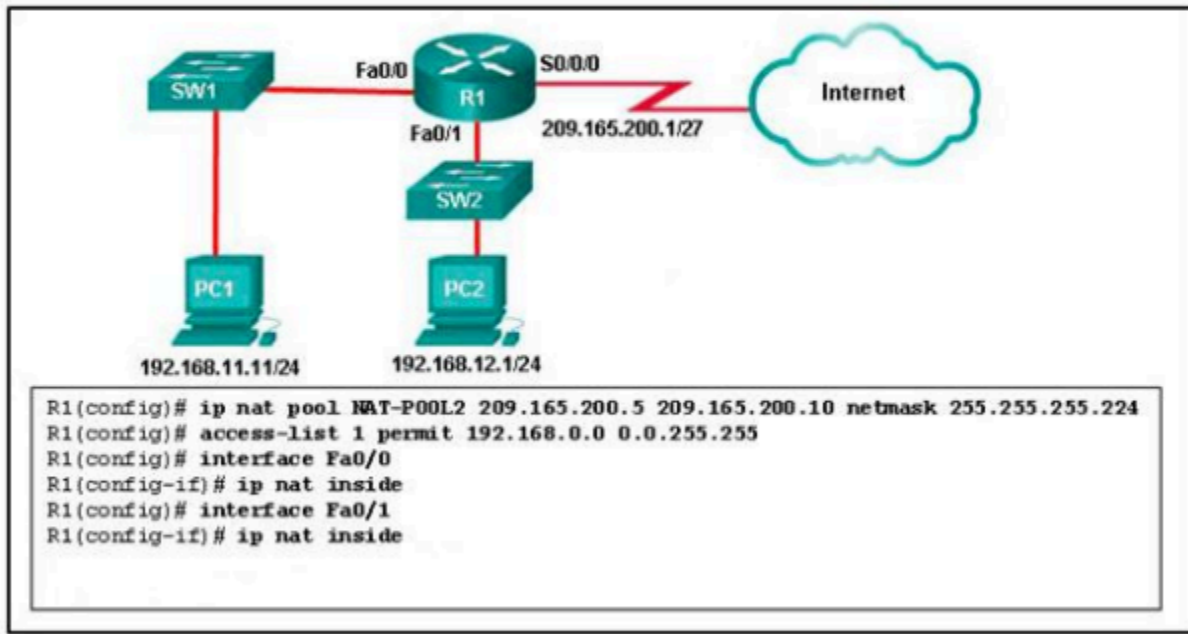 Fa0/0
S0/0/0
SW1
R1
Internet
Fa0/1
209.165.200.1/27
SW2
PC1
PC2
192.168.11.11/24
192.168.12.1/24
R1(config)# ip nat pool NAT-POOL2 209.165.200.5 209.165.200.10 netmask 255.255.255.224
R1(config)# access-list 1 permit 192.168.0.0 0.0.255.255
R1(config)# interface Fa0/0
R1(config-if)# ip nat inside
R1(config)# interface Fa0/1
R1(config-if)# ip nat inside